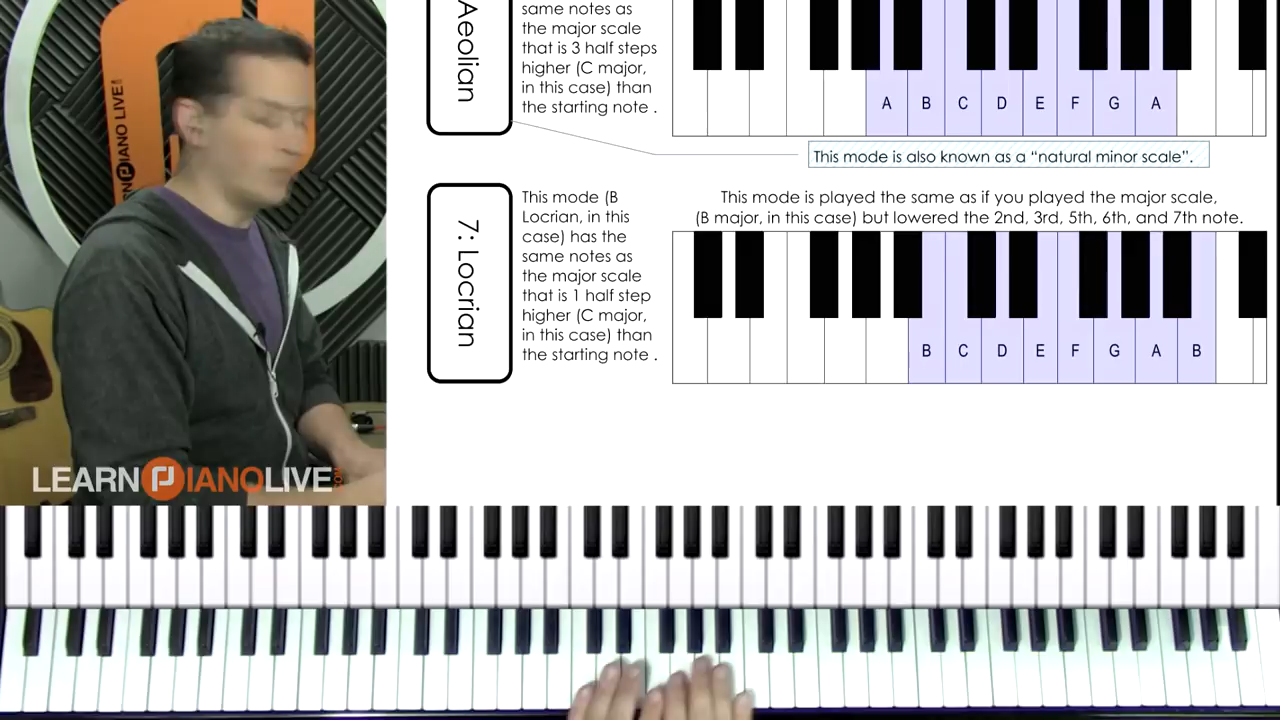 Aeolian
same notes as
the major scale
that is 3 half steps
higher (C major,
in this case) than
the starting note .
A B C D E F G A
This mode is also known as a “natural minor scale”.
7: Locrian
This mode (B
Locrian, in this
case) has the
same notes as
the major scale
that is 1 half step
higher (C major,
in this case) than
the starting note .
This mode is played the same as if you played the major scale,
(B major, in this case) but lowered the 2nd, 3rd, 5th, 6th, and 7th note.
B C D E F G A B
PIANO LIVE
LEARNPIANOLIVE
.COM